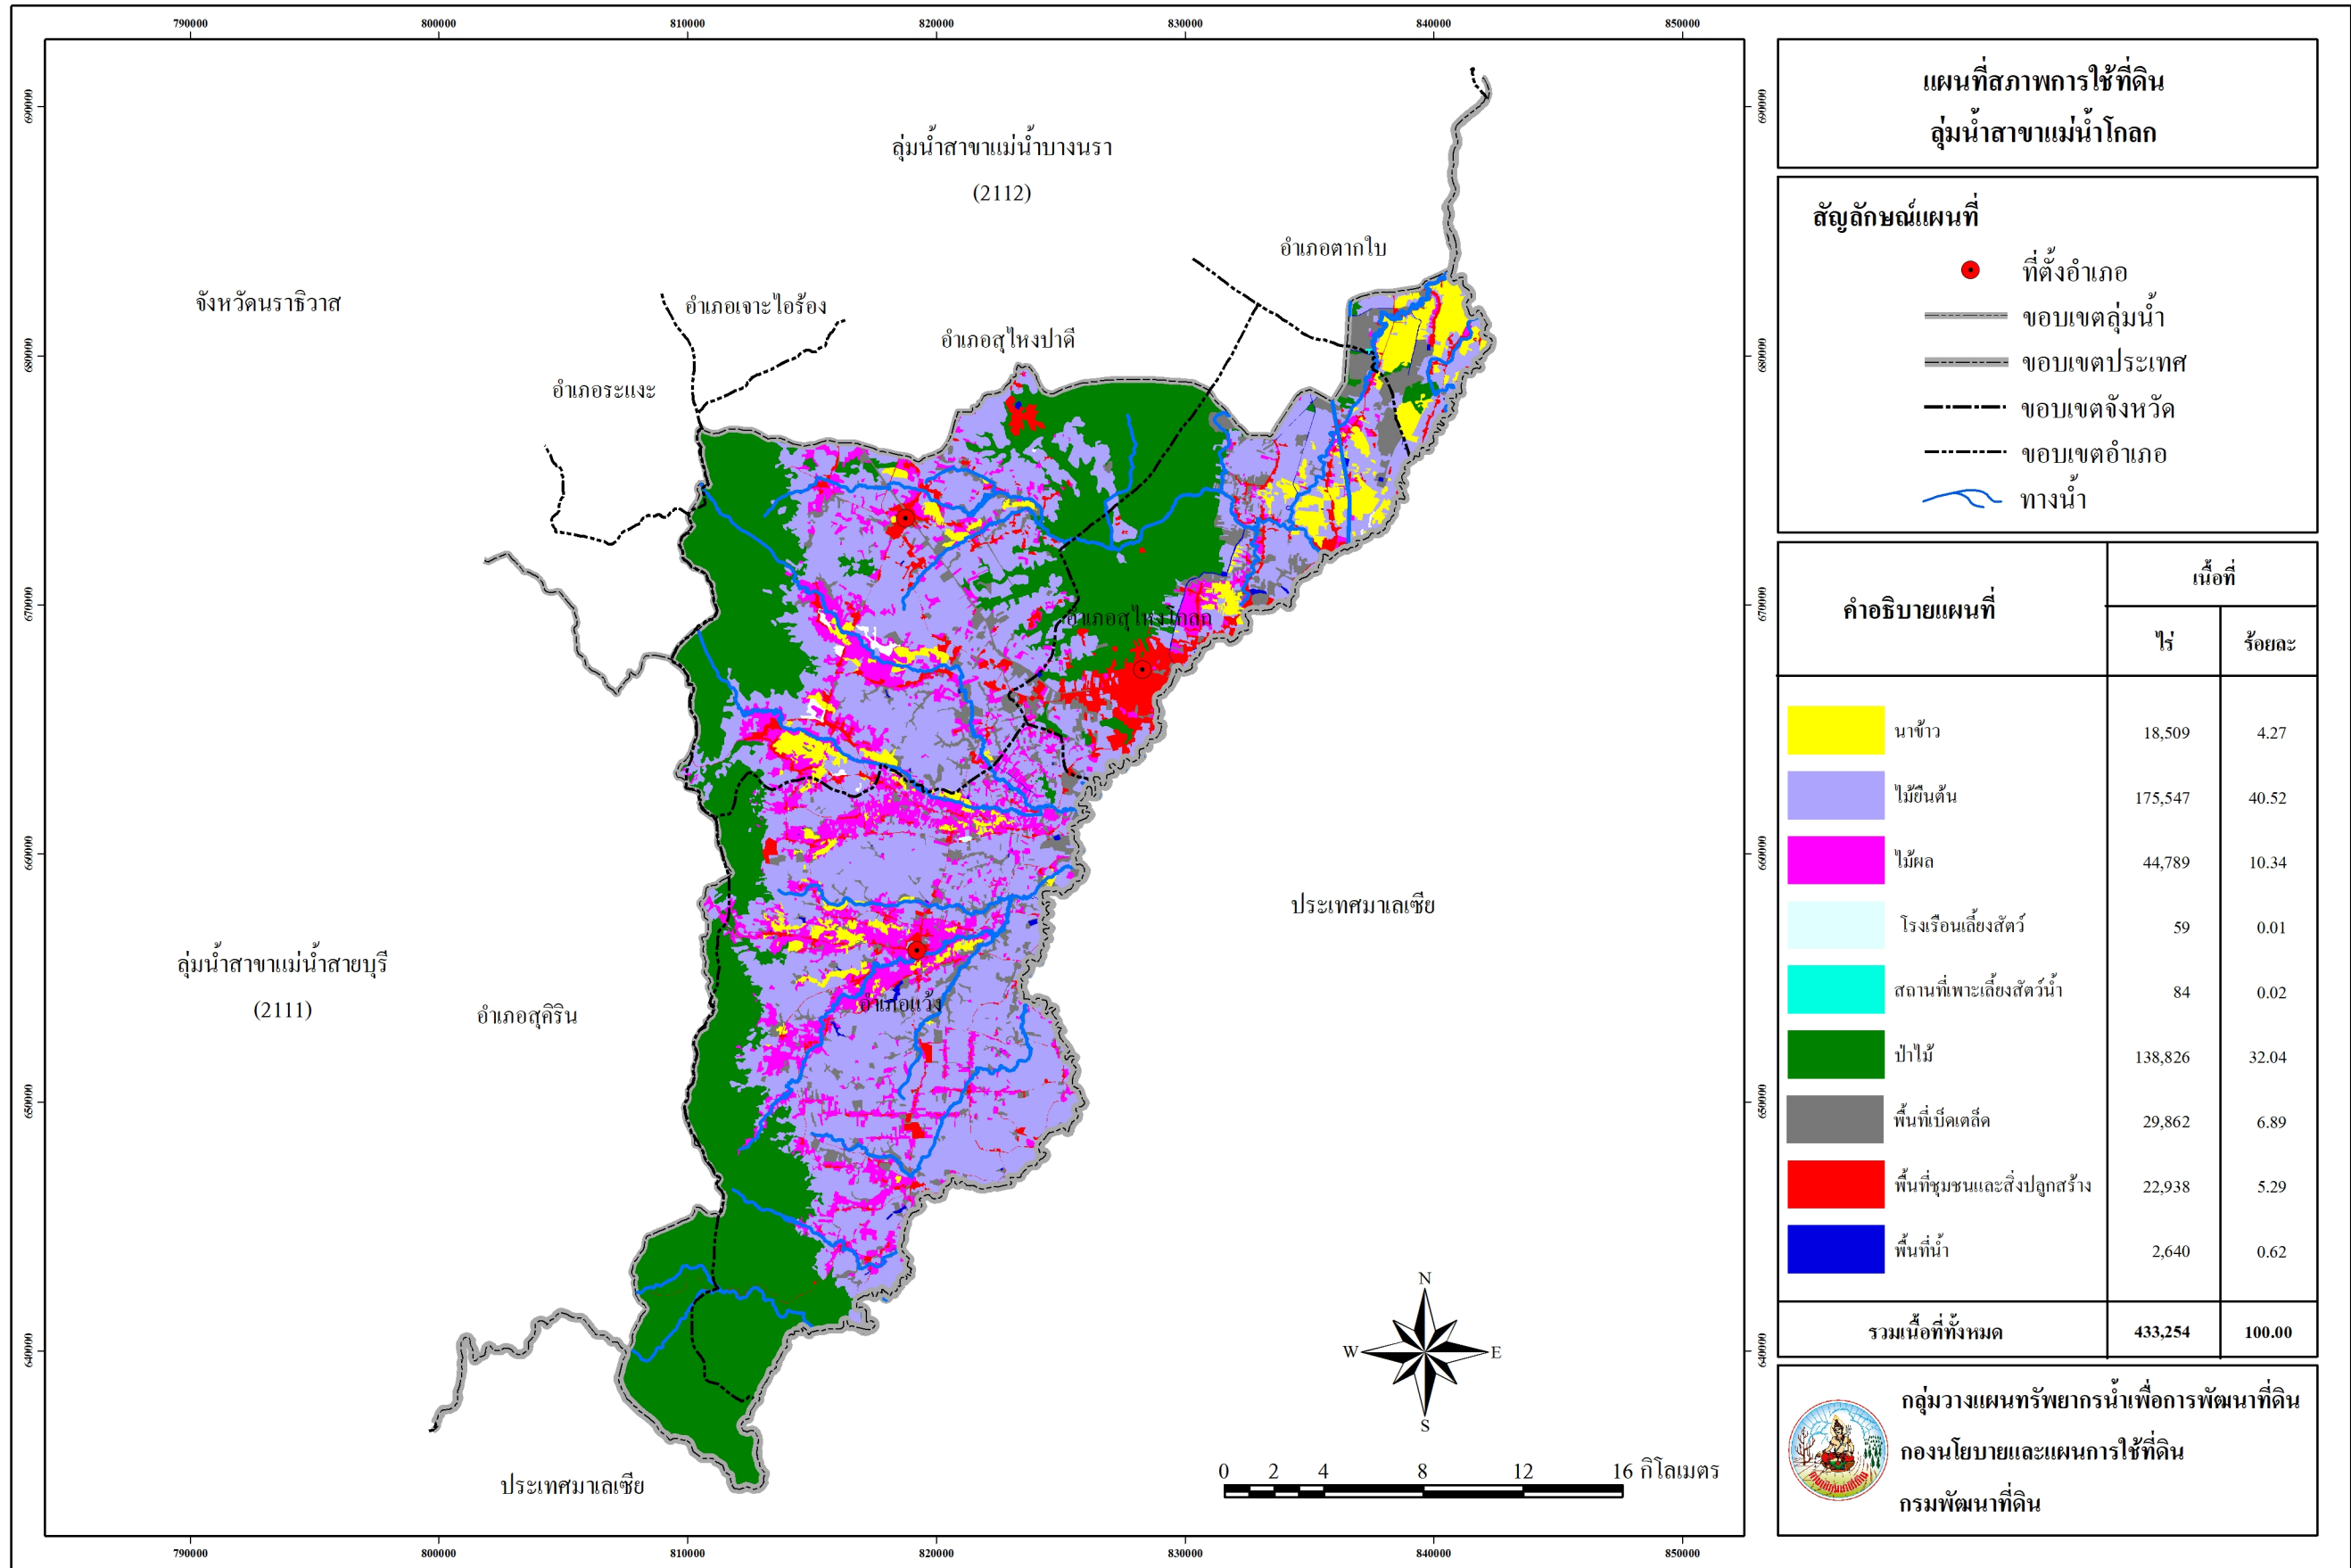 790000 800000 810000 820000 830000 840000 850000
แผนที่สภาพการใช้ที่ดิน
ลุ่มน้ำสาขาแม่น้ำโกลก
สัญลักษณ์แผนที่
ที่ตั้งอำเภอ
ขอบเขตลุ่มน้ำ
ขอบเขตประเทศ
ขอบเขตจังหวัด
ขอบเขตอำเภอ
ทางน้ำ
คำอธิบายแผนที่ เนื้อที่
ไร่ ร้อยละ
นาข้าว 18,509 4.27
ไม้ยืนต้น 175,547 40.52
ไม้ผล 44,789 10.34
โรงเรือนเลี้ยงสัตว์ 59 0.01
สถานที่เพาะเลี้ยงสัตว์น้ำ 84 0.02
ป่าไม้ 138,826 32.04
พื้นที่เบ็ดเตล็ด 29,862 6.89
พื้นที่ชุมชนและสิ่งปลูกสร้าง 22,938 5.29
พื้นที่น้ำ 2,640 0.62
รวมเนื้อที่ทั้งหมด 433,254 100.00
กลุ่มวางแผนทรัพยากรน้ำเพื่อการพัฒนาที่ดิน
กองนโยบายและแผนการใช้ที่ดิน
กรมพัฒนาที่ดิน
ลุ่มน้ำสาขาแม่น้ำบางนรา
(2112)
อำเภอตากใบ
จังหวัดนราธิวาส
อำเภอเจาะไอร้อง
อำเภอสุไหงปาดี
อำเภอระแงะ
อำเภอสุไหงโกลก
ประเทศมาเลเซีย
ลุ่มน้ำสาขาแม่น้ำสายบุรี
(2111)
อำเภอสุคิริน
อำเภอแว้ง
ประเทศมาเลเซีย
N
W E
S
0 2 4 8 12 16 กิโลเมตร
690000 690000
680000 680000
670000 670000
660000 660000
650000 650000
640000 640000
790000 800000 810000 820000 830000 840000 850000